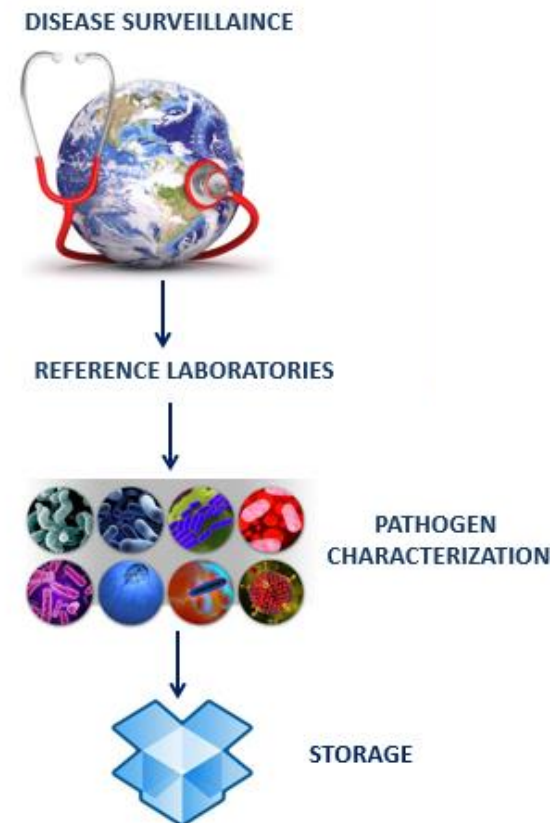 DISEASE SURVEILLAINCE
REFERENCE LABORATORIES
PATHOGEN
CHARACTERIZATION
STORAGE